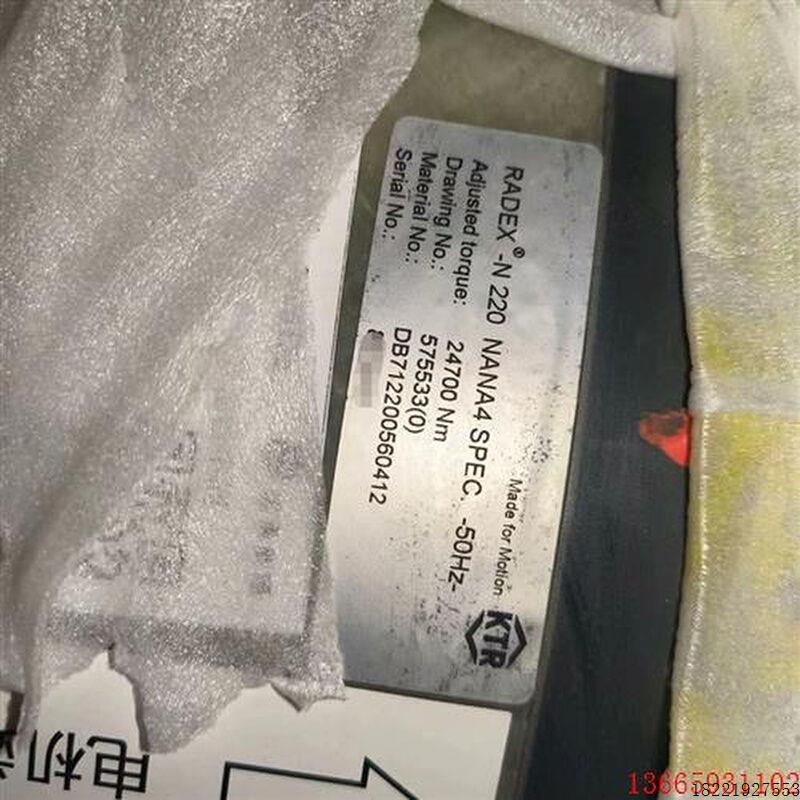 RADEX® -N 220 NANA4 SPEC. -50Hz-
Adjusted torque: 24700 Nm
Drawing No.: 575533(0)
Material No.: DB712200560412
Serial No.:
Made for Motion
KTR
电机
13665931102
18221927553